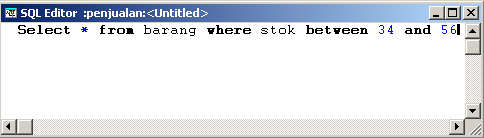 SQL Editor :penjualan:<Untitled>
Select * from barang where stok between 34 and 56